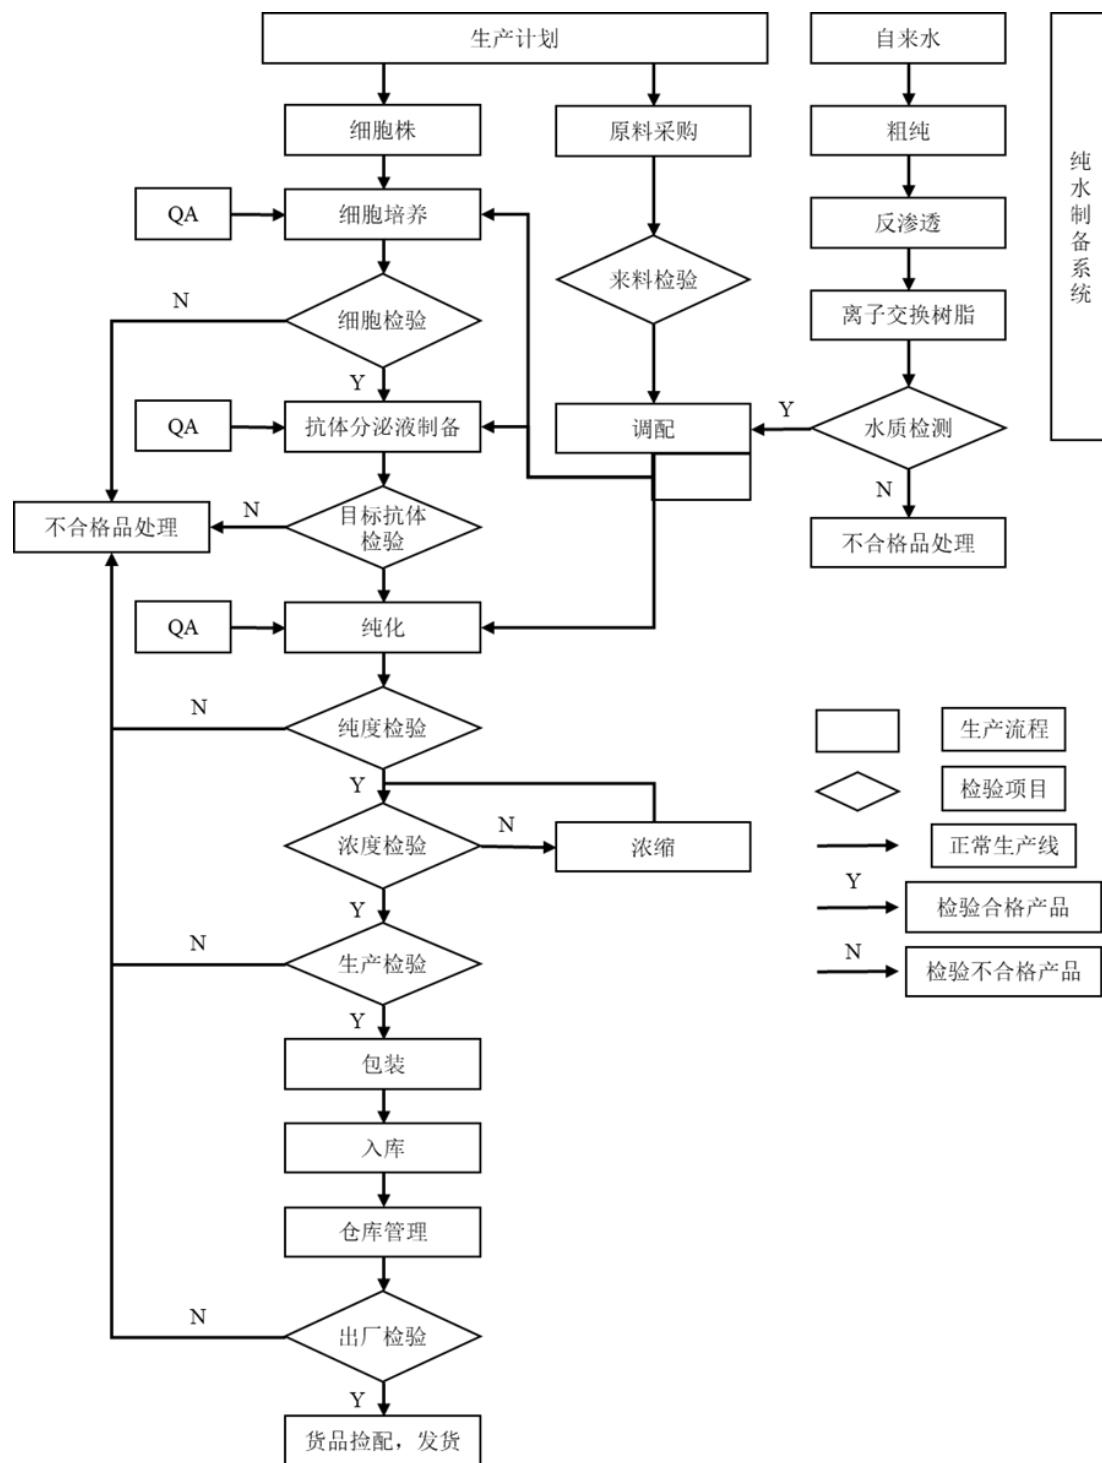 生产计划
自来水
细胞株
原料采购
粗纯
纯水制备系统
QA
细胞培养
反渗透
来料检验
N
细胞检验
离子交换树脂
Y
QA
抗体分泌液制备
调配
Y
水质检测
N
不合格品处理
N
目标抗体
检验
不合格品处理
QA
纯化
N
纯度检验
生产流程
Y
检验项目
浓度检验
N
浓缩
正常生产线
Y
检验合格产品
Y
N
生产检验
N
检验不合格产品
Y
包装
入库
仓库管理
N
出厂检验
Y
货品捡配，发货